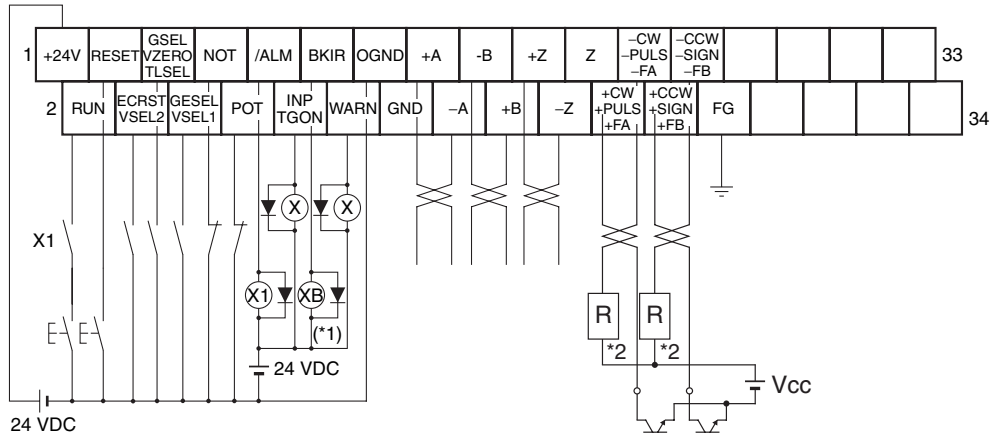 1
+24V
RESET
GSEL
VZERO
TLSEL
NOT
/ALM
BKIR
OGND
+A
-B
+Z
Z
–CW
–PULS
–FA
–CCW
–SIGN
–FB
33
2
RUN
ECRST
VSEL2
GESEL
VSEL1
POT
INP
TGON
WARN
GND
–A
+B
–Z
+CW
+PULS
+FA
+CCW
+SIGN
+FB
FG
34
X
X
X1
X1
XB
(*1)
R
R
*2
*2
24 VDC
Vcc
24 VDC